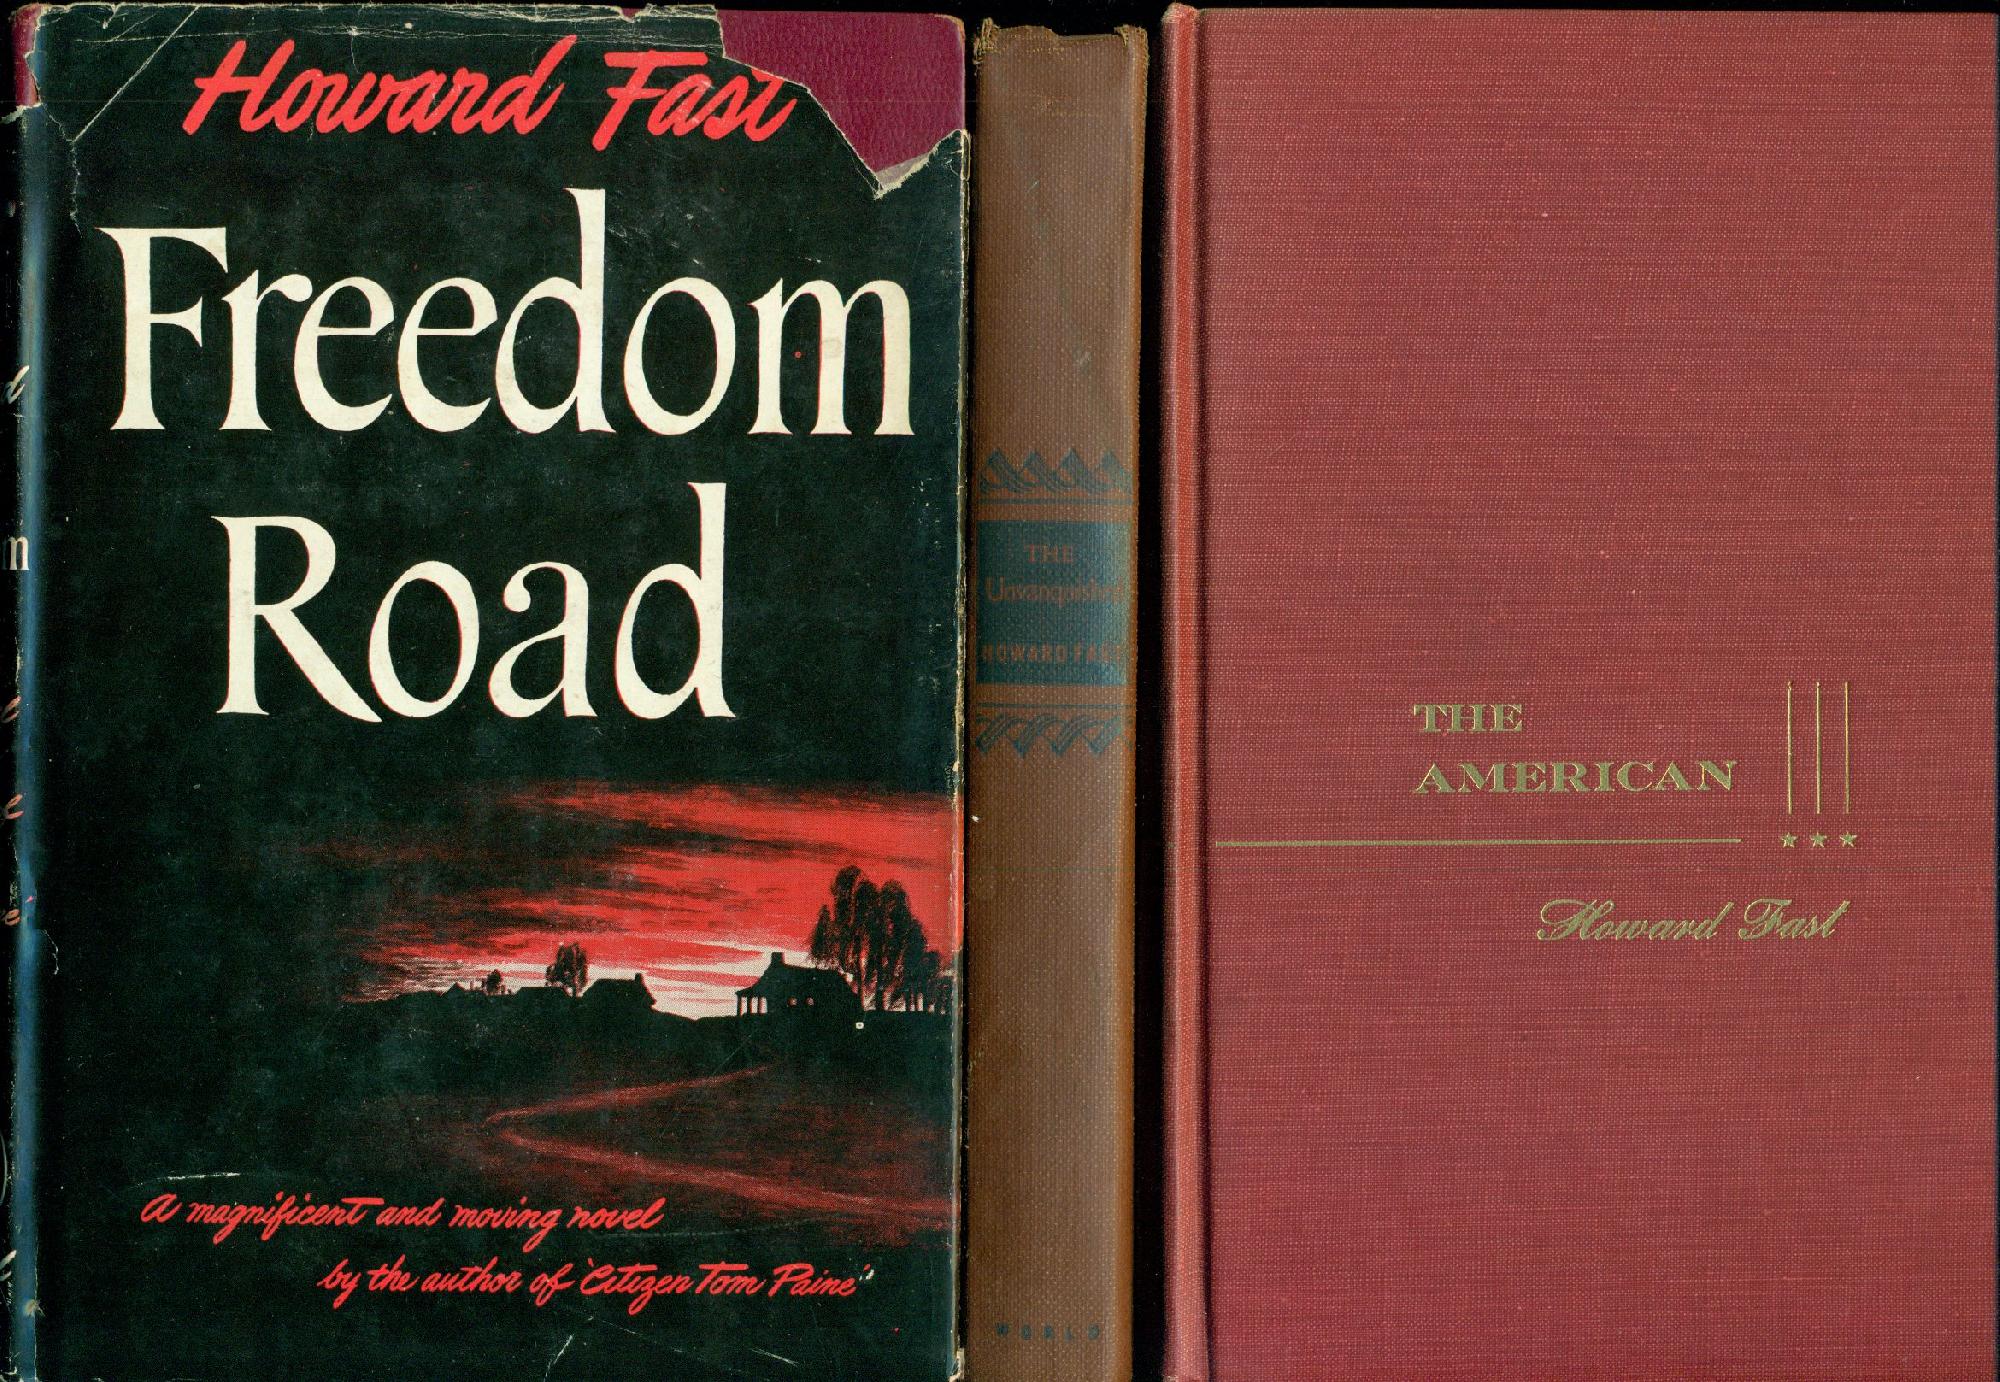 Howard Fast
Freedom
Road
A magnificent and moving novel
by the author of 'Citizen Tom Paine'
THE
Unvanquished
HOWARD FAST
WORLD
THE
AMERICAN
Howard Fast